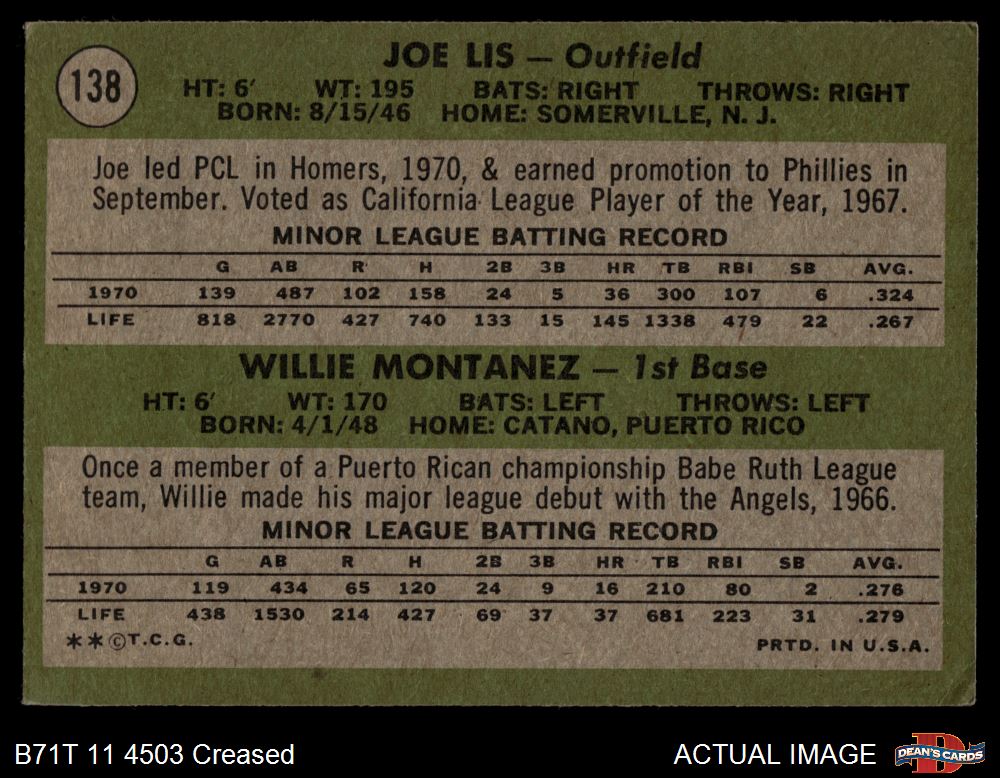 138
JOE LIS — Outfield
HT: 6′ WT: 195 BATS: RIGHT THROWS: RIGHT
BORN: 8/15/46 HOME: SOMERVILLE, N. J.
Joe led PCL in Homers, 1970, & earned promotion to Phillies in
September. Voted as California League Player of the Year, 1967.
MINOR LEAGUE BATTING RECORD
G AB R H 2B 3B HR TB RBI SB AVG.
1970 139 487 102 158 24 5 36 300 107 6 .324
LIFE 818 2770 427 740 133 15 145 1338 479 22 .267
WILLIE MONTANEZ — 1st Base
HT: 6′ WT: 170 BATS: LEFT THROWS: LEFT
BORN: 4/1/48 HOME: CATANO, PUERTO RICO
Once a member of a Puerto Rican championship Babe Ruth League
team, Willie made his major league debut with the Angels, 1966.
MINOR LEAGUE BATTING RECORD
G AB R H 2B 3B HR TB RBI SB AVG.
1970 119 434 65 120 24 9 16 210 80 2 .276
LIFE 438 1530 214 427 69 37 37 681 223 31 .279
**©T.C.G. PRTD. IN U.S.A.
B71T 11 4503 Creased ACTUAL IMAGE DEAN'S CARDS